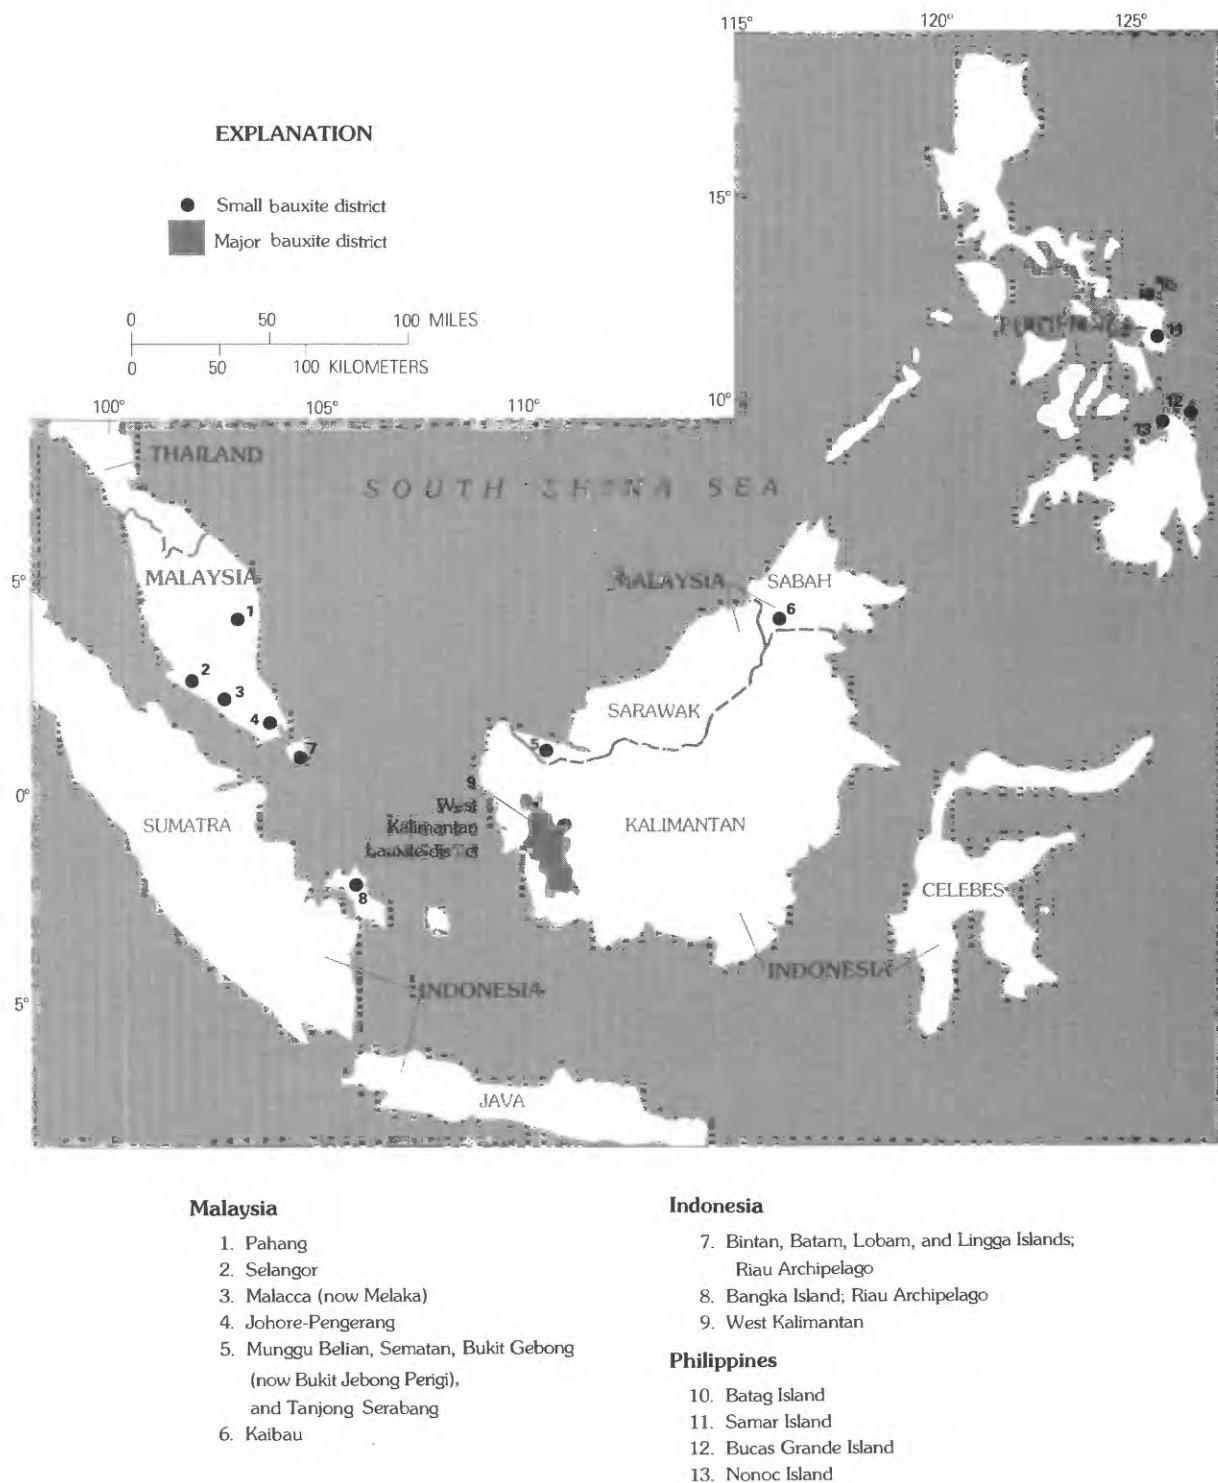 115° 120° 125°
EXPLANATION
Small bauxite district
Major bauxite district
15°
0 50 100 MILES
0 50 100 KILOMETERS
11
100° 105° 110° 10°
12
13
THAILAND
SOUTH CHINA SEA
5°
MALAYSIA
MALAYSIA
SABAH
1
6
2
3
SARAWAK
4
5
7
9
0°
West
Kalimantan
SUMATRA
KALIMANTAN
8
CELEBES
INDONESIA
INDONESIA
5°
JAVA
Malaysia
1. Pahang
2. Selangor
3. Malacca (now Melaka)
4. Johore-Pengerang
5. Munggu Belian, Sematan, Bukit Gebong
(now Bukit Jebong Perigi),
and Tanjong Serabang
6. Kaibau
Indonesia
7. Bintan, Batam, Lobam, and Lingga Islands;
Riau Archipelago
8. Bangka Island; Riau Archipelago
9. West Kalimantan
Philippines
10. Batag Island
11. Samar Island
12. Bucas Grande Island
13. Nonoc Island